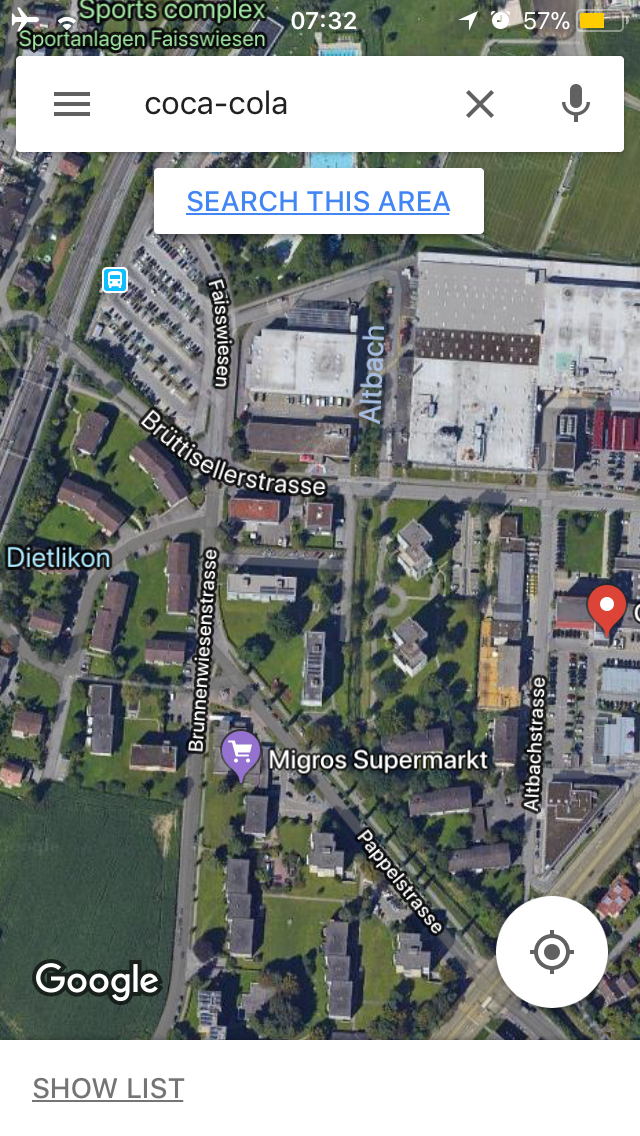 Sports complex
07:32
57%
Sportanlagen Faisswiesen
coca-cola
SEARCH THIS AREA
Faisswiesen
Altbach
Brüttisellerstrasse
Dietlikon
Brunnenwiesenstrasse
Altbachstrasse
Migros Supermarkt
Pappelstrasse
Google
SHOW LIST